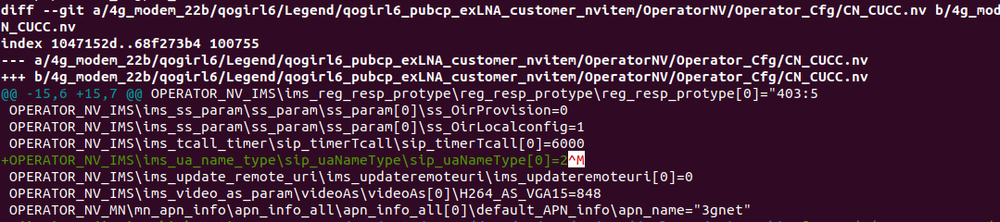 diff --git a/4g_modem_22b/qogirl6/Legend/qogirl6_pubcp_exLNA_customer_nvitem/OperatorNV/Operator_Cfg/CN_CUCC.nv b/4g_mod
N_CUCC.nv
index 1047152d..68f273b4 100755
--- a/4g_modem_22b/qogirl6/Legend/qogirl6_pubcp_exLNA_customer_nvitem/OperatorNV/Operator_Cfg/CN_CUCC.nv
+++ b/4g_modem_22b/qogirl6/Legend/qogirl6_pubcp_exLNA_customer_nvitem/OperatorNV/Operator_Cfg/CN_CUCC.nv
@@ -15,6 +15,7 @@ OPERATOR_NV_IMS\ims_reg_resp_protype\reg_resp_protype\reg_resp_protype[0]="403:5
 OPERATOR_NV_IMS\ims_ss_param\ss_param\ss_param[0]\ss_OirProvision=0
 OPERATOR_NV_IMS\ims_ss_param\ss_param\ss_param[0]\ss_OirLocalconfig=1
 OPERATOR_NV_IMS\ims_tcall_timer\sip_timerTcall\sip_timerTcall[0]=6000
+OPERATOR_NV_IMS\ims_ua_name_type\sip_uaNameType\sip_uaNameType[0]=2^M
 OPERATOR_NV_IMS\ims_update_remote_uri\ims_updateremoteuri\ims_updateremoteuri[0]=0
 OPERATOR_NV_IMS\ims_video_as_param\videoAs\videoAs[0]\H264_AS_VGA15=848
 OPERATOR_NV_MN\mn_apn_info\apn_info_all\apn_info_all[0]\default_APN_info\apn_name="3gnet"